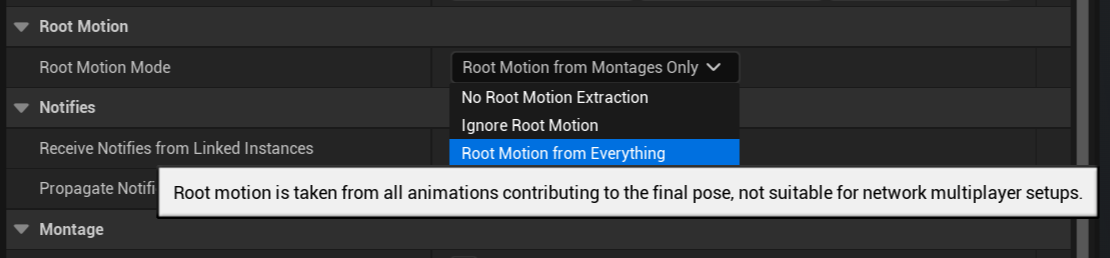 Root Motion
Root Motion Mode
Root Motion from Montages Only
No Root Motion Extraction
Notifies
Ignore Root Motion
Receive Notifies from Linked Instances
Root Motion from Everything
Propagate Notifi
Root motion is taken from all animations contributing to the final pose, not suitable for network multiplayer setups.
Montage